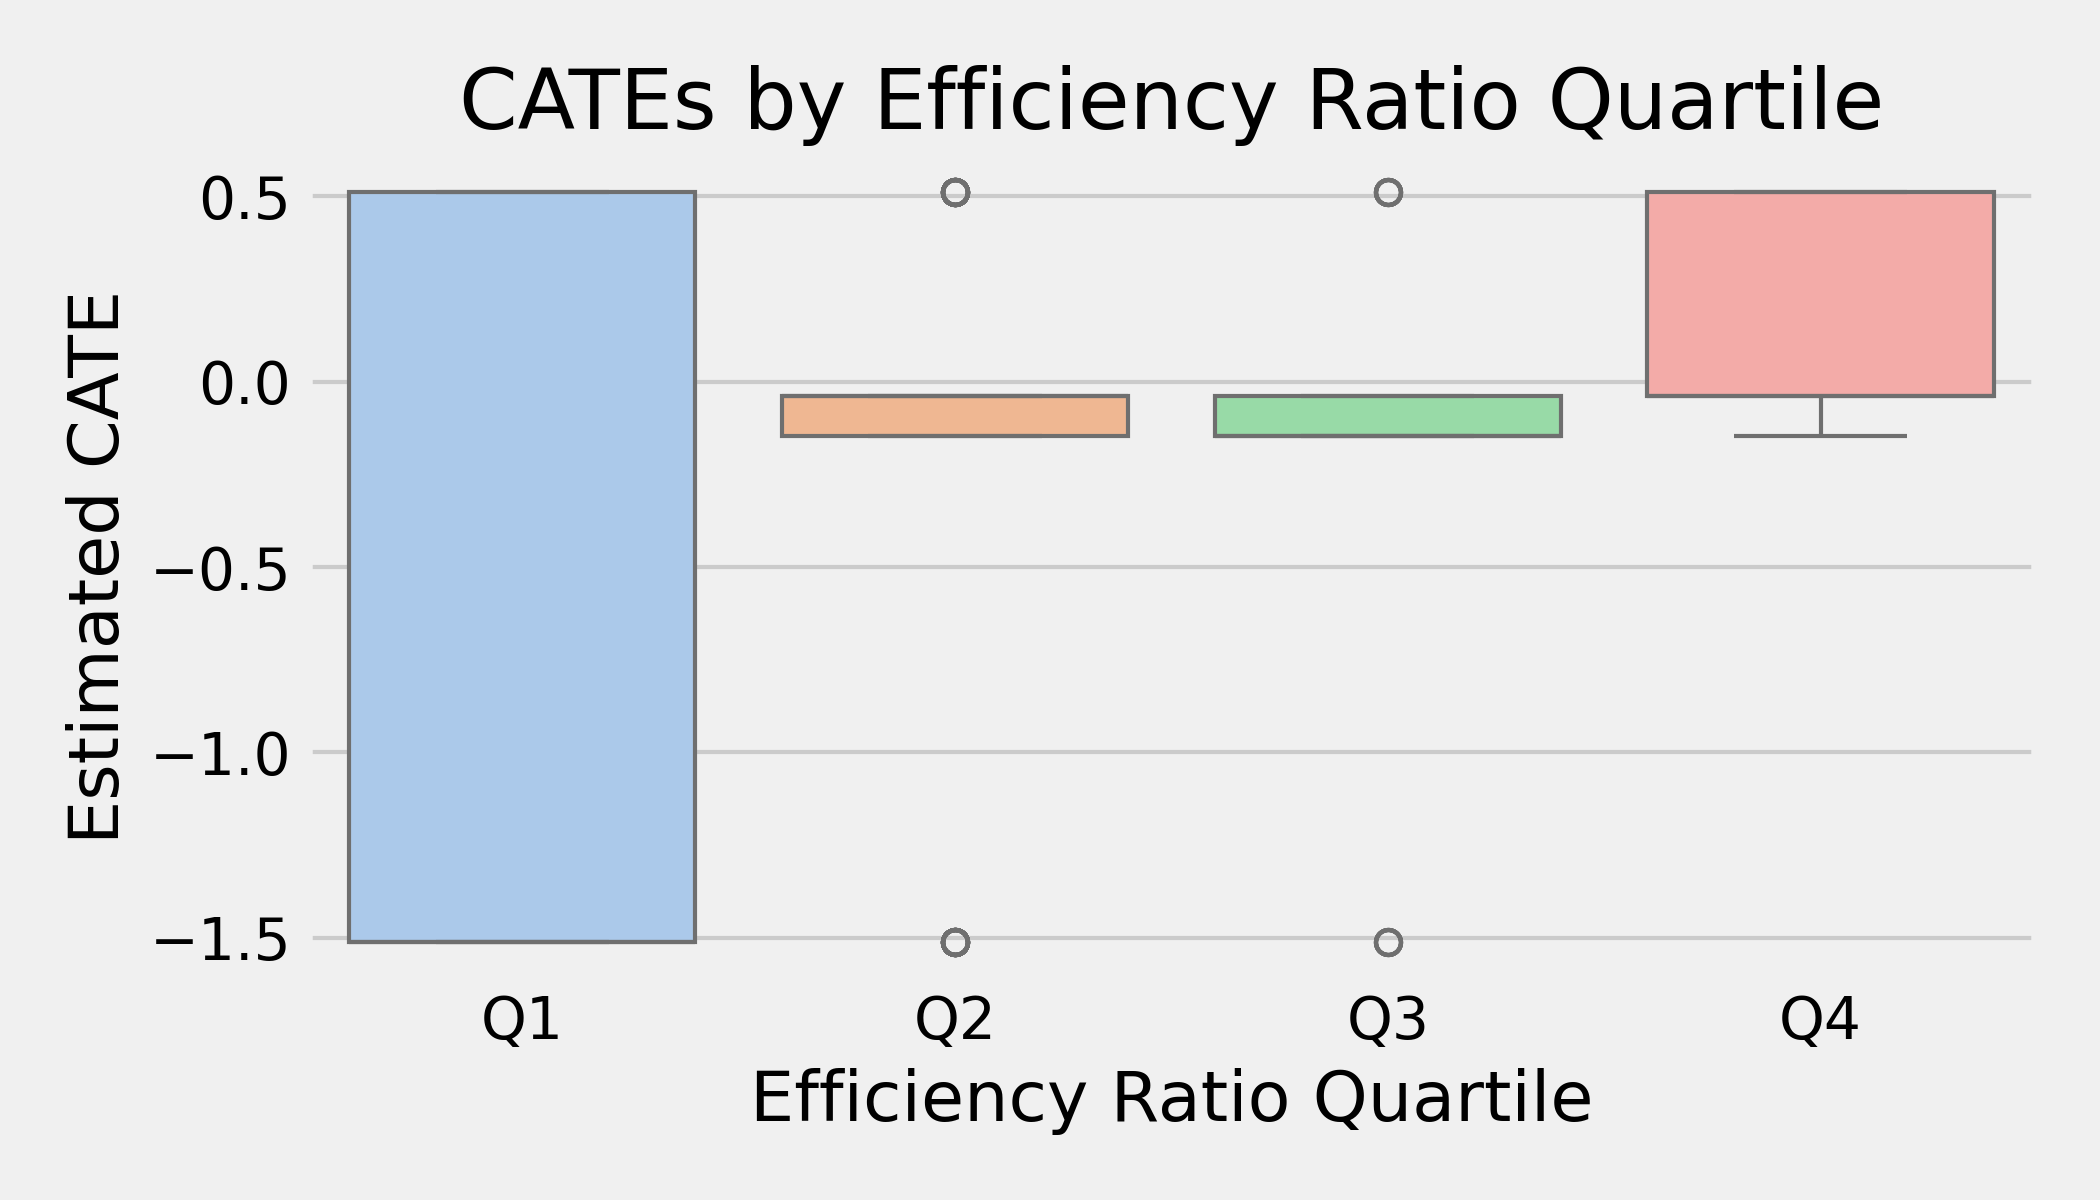 CATEs by Efficiency Ratio Quartile
Estimated CATE
0.5
0.0
−0.5
−1.0
−1.5
Q1 Q2 Q3 Q4
Efficiency Ratio Quartile